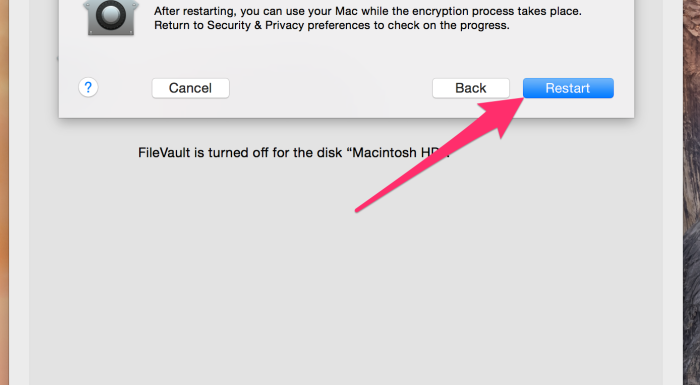 After restarting, you can use your Mac while the encryption process takes place.
Return to Security & Privacy preferences to check on the progress.
?
Cancel
Back
Restart
FileVault is turned off for the disk “Macintosh HD”.